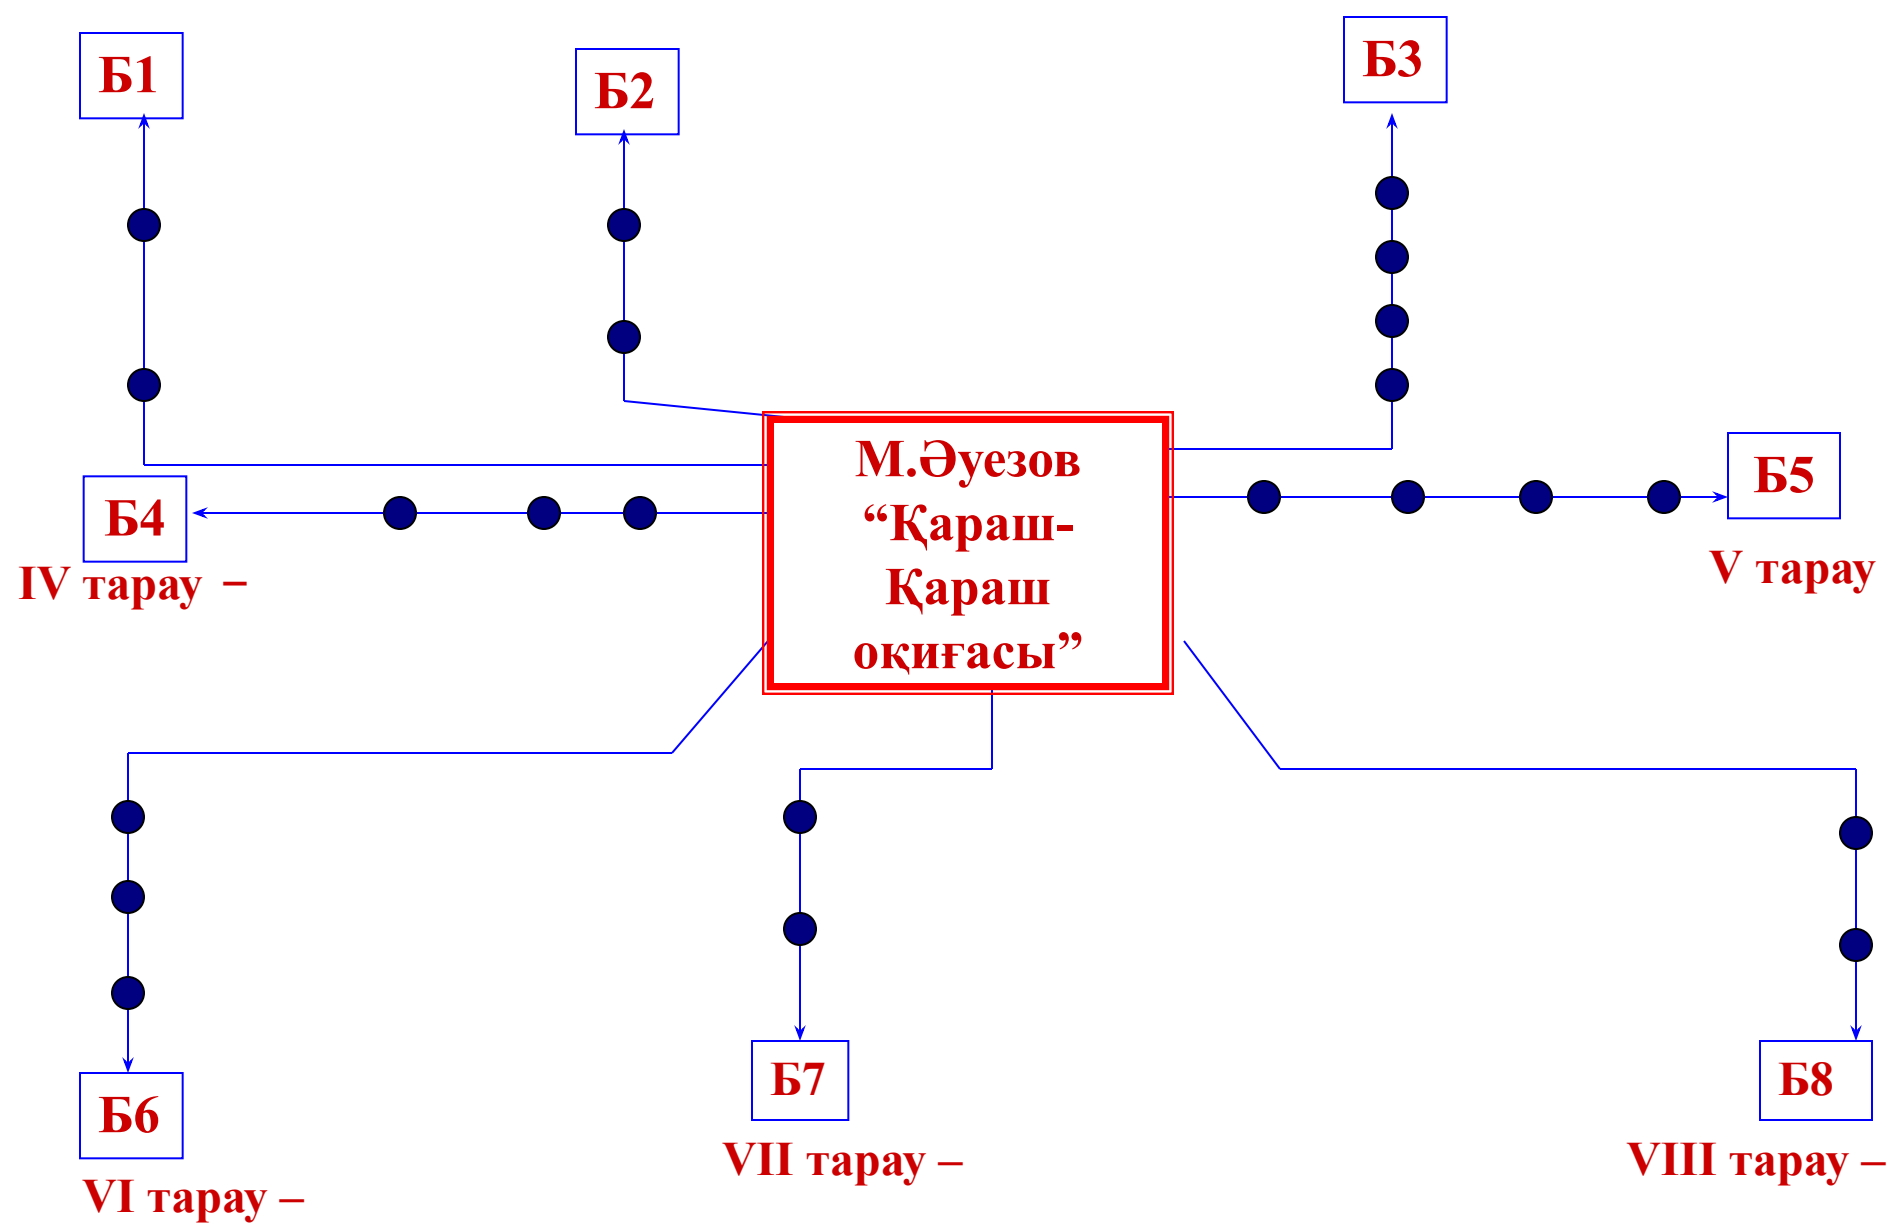 Б1
Б2
Б3
М.Әуезов
“Қараш-
Қараш
оқиғасы”
Б4
IV тарау –
Б5
V тарау
Б6
VI тарау –
Б7
VII тарау –
Б8
VIII тарау –